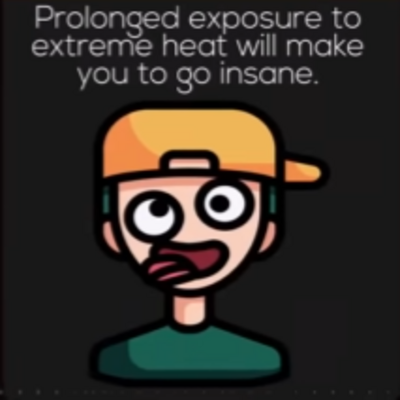 Prolonged exposure to
extreme heat will make
you to go insane.